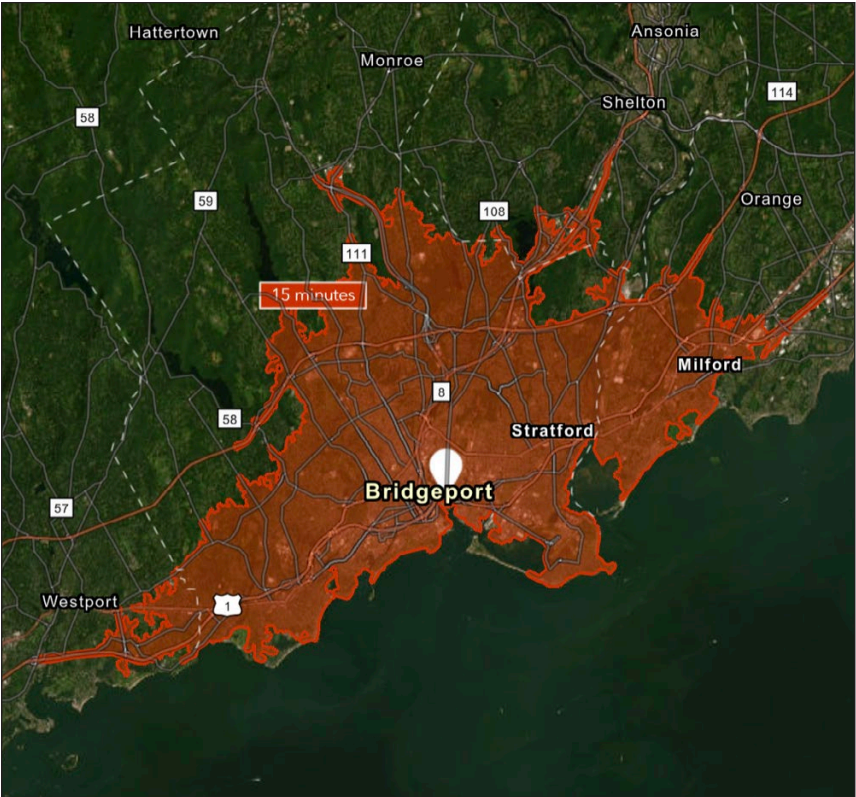 Hattertown
Ansonia
Monroe
114
Shelton
58
59
Orange
108
111
15 minutes
Milford
8
58
Stratford
Bridgeport
57
Westport
1